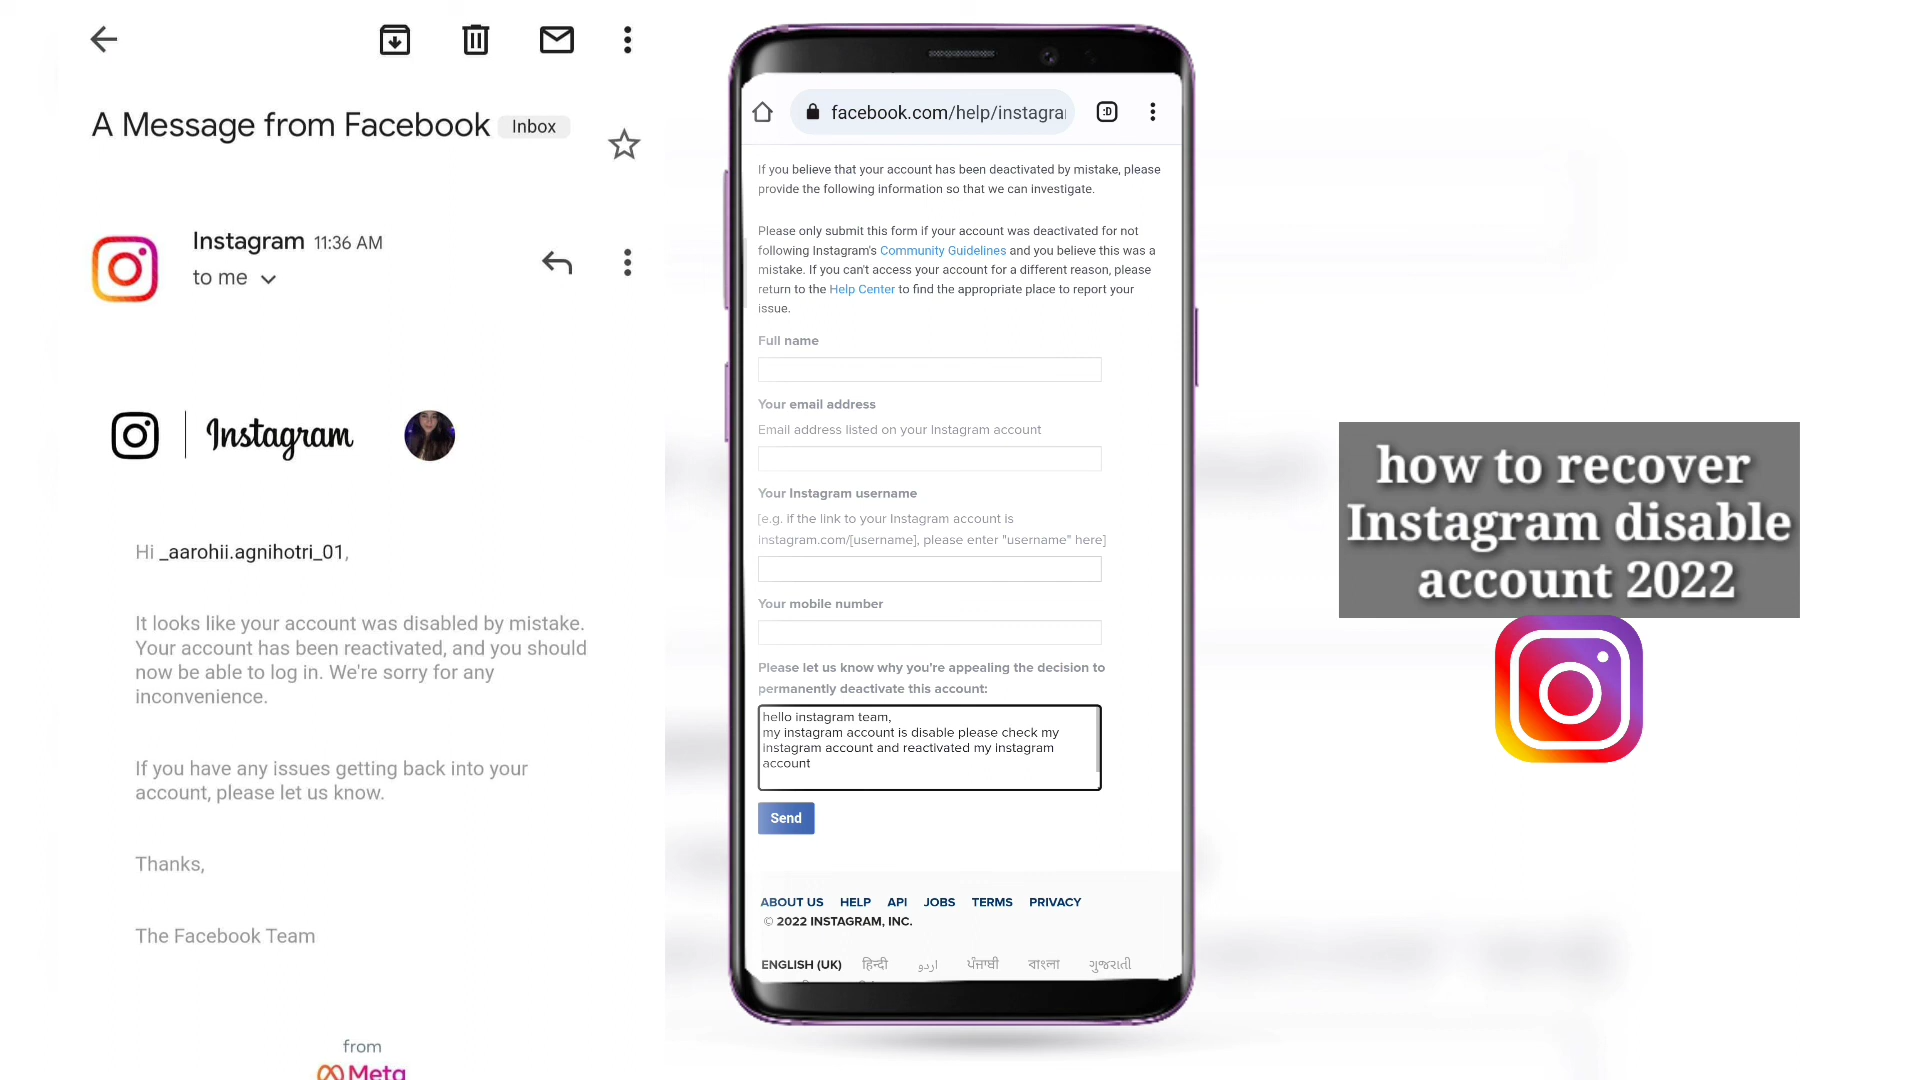 A Message from Facebook Inbox
Instagram 11:36 AM
to me
Instagram
Hi _aarohii.agnihotri_01,
It looks like your account was disabled by mistake.
Your account has been reactivated, and you should
now be able to log in. We're sorry for any
inconvenience.
If you have any issues getting back into your
account, please let us know.
Thanks,
The Facebook Team
from
Meta
facebook.com/help/instagra
:D
If you believe that your account has been deactivated by mistake, please
provide the following information so that we can investigate.
Please only submit this form if your account was deactivated for not
following Instagram's Community Guidelines and you believe this was a
mistake. If you can't access your account for a different reason, please
return to the Help Center to find the appropriate place to report your
issue.
Full name
Your email address
Email address listed on your Instagram account
Your Instagram username
[e.g. if the link to your Instagram account is
instagram.com/[username], please enter "username" here]
Your mobile number
Please let us know why you're appealing the decision to
permanently deactivate this account:
hello instagram team,
my instagram account is disable please check my
instagram account and reactivated my instagram
account
Send
ABOUT US HELP API JOBS TERMS PRIVACY
© 2022 INSTAGRAM, INC.
ENGLISH (UK) हिन्दी اردو ਪੰਜਾਬੀ বাংলা ગુજરાતી
how to recover
Instagram disable
account 2022